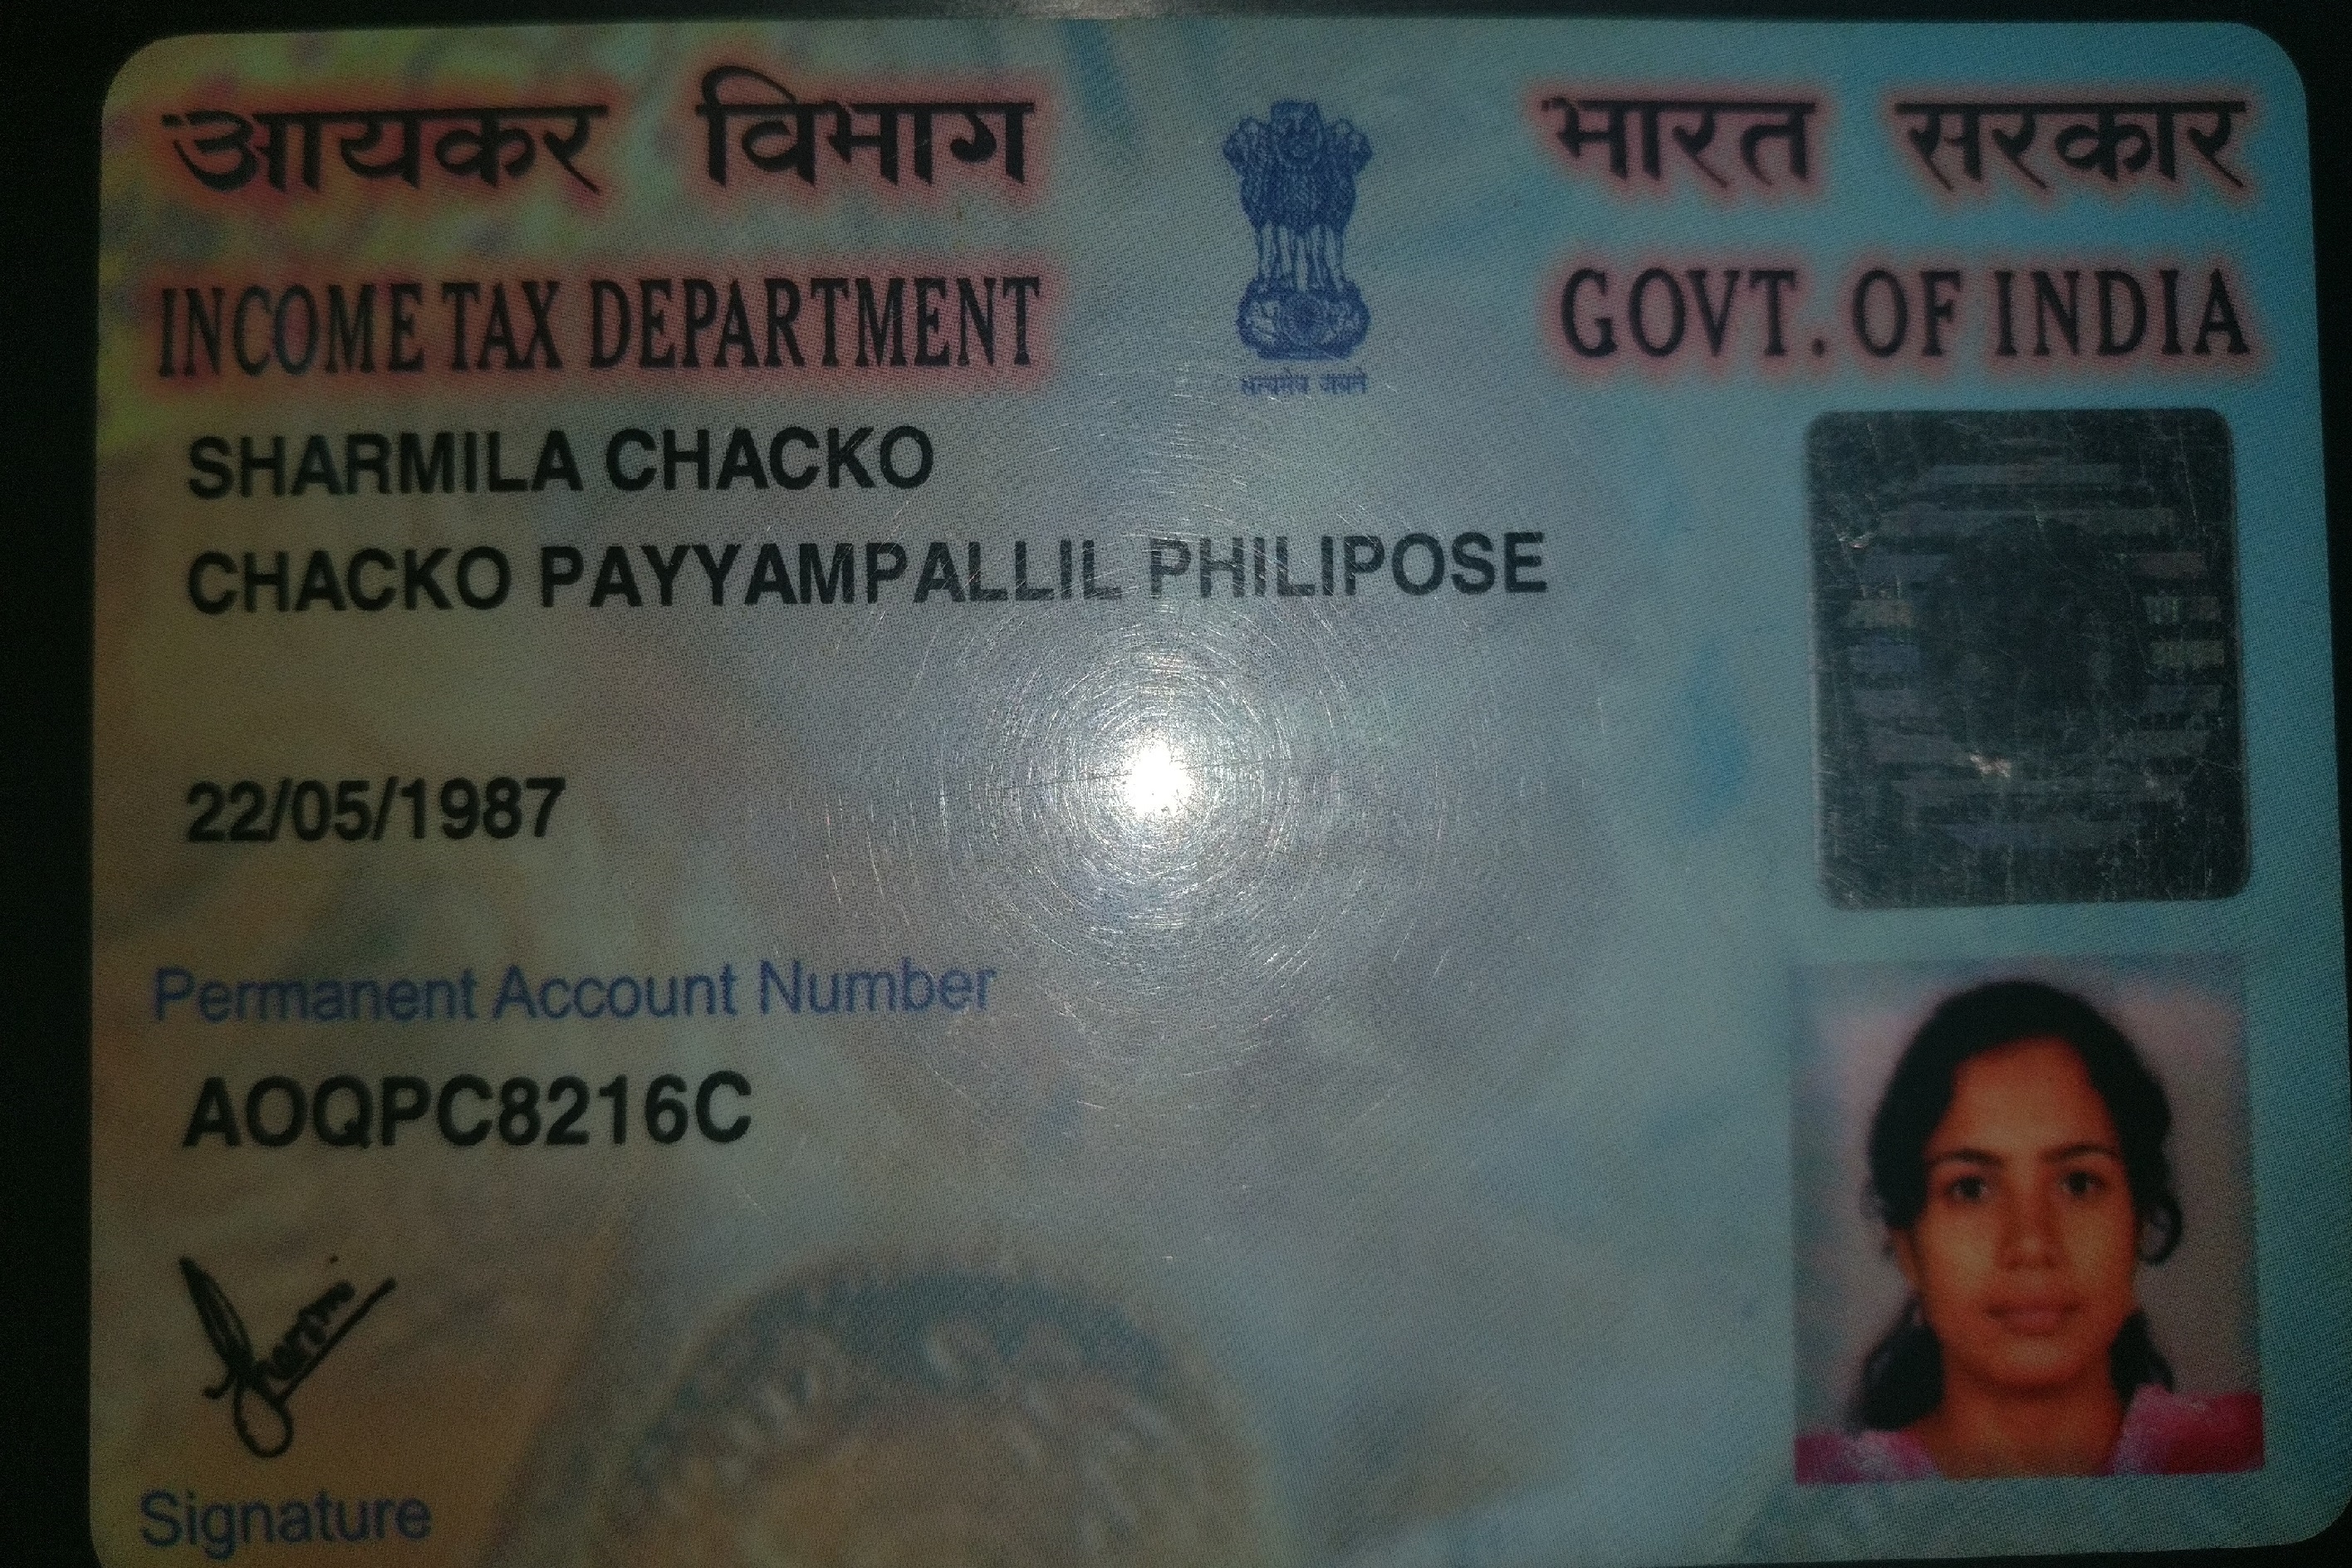 आयकर विभाग
भारत सरकार
INCOME TAX DEPARTMENT
GOVT. OF INDIA
सत्यमेव जयते
SHARMILA CHACKO
CHACKO PAYYAMPALLIL PHILIPOSE
22/05/1987
Permanent Account Number
AOQPC8216C
Signature